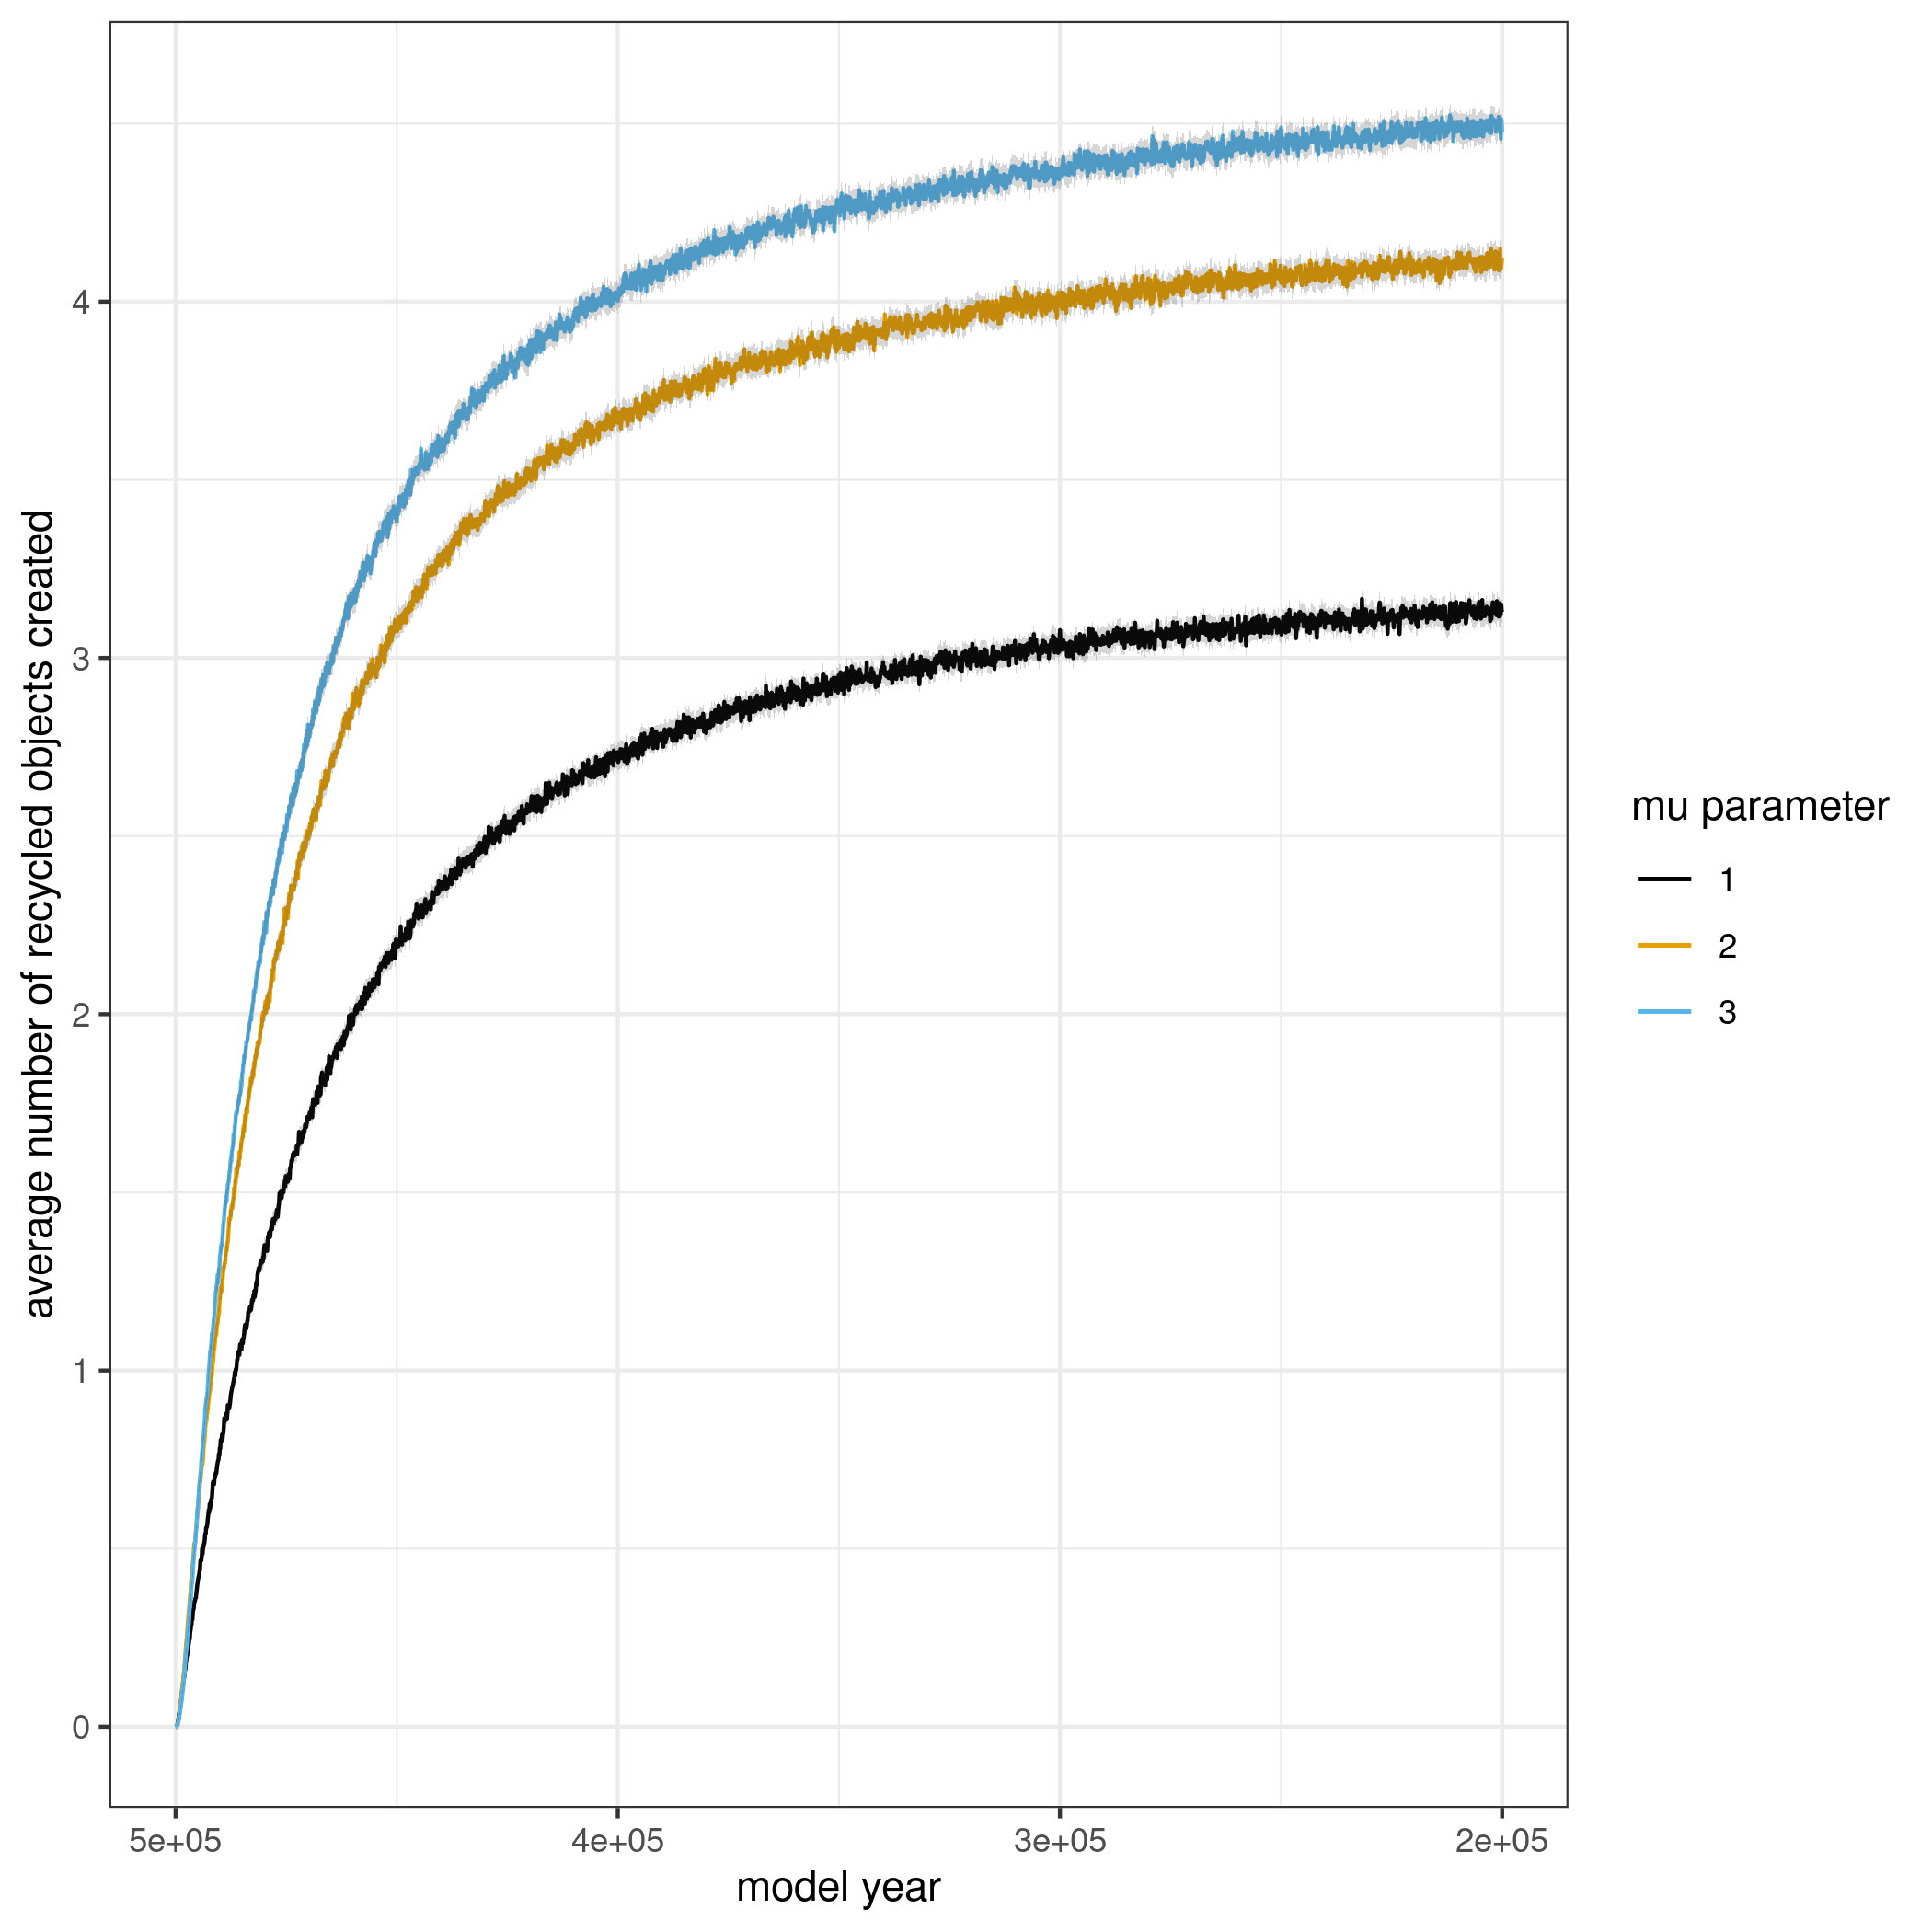 average number of recycled objects created
4
3
2
1
0
5e+05
4e+05
3e+05
2e+05
model year
mu parameter
1
2
3